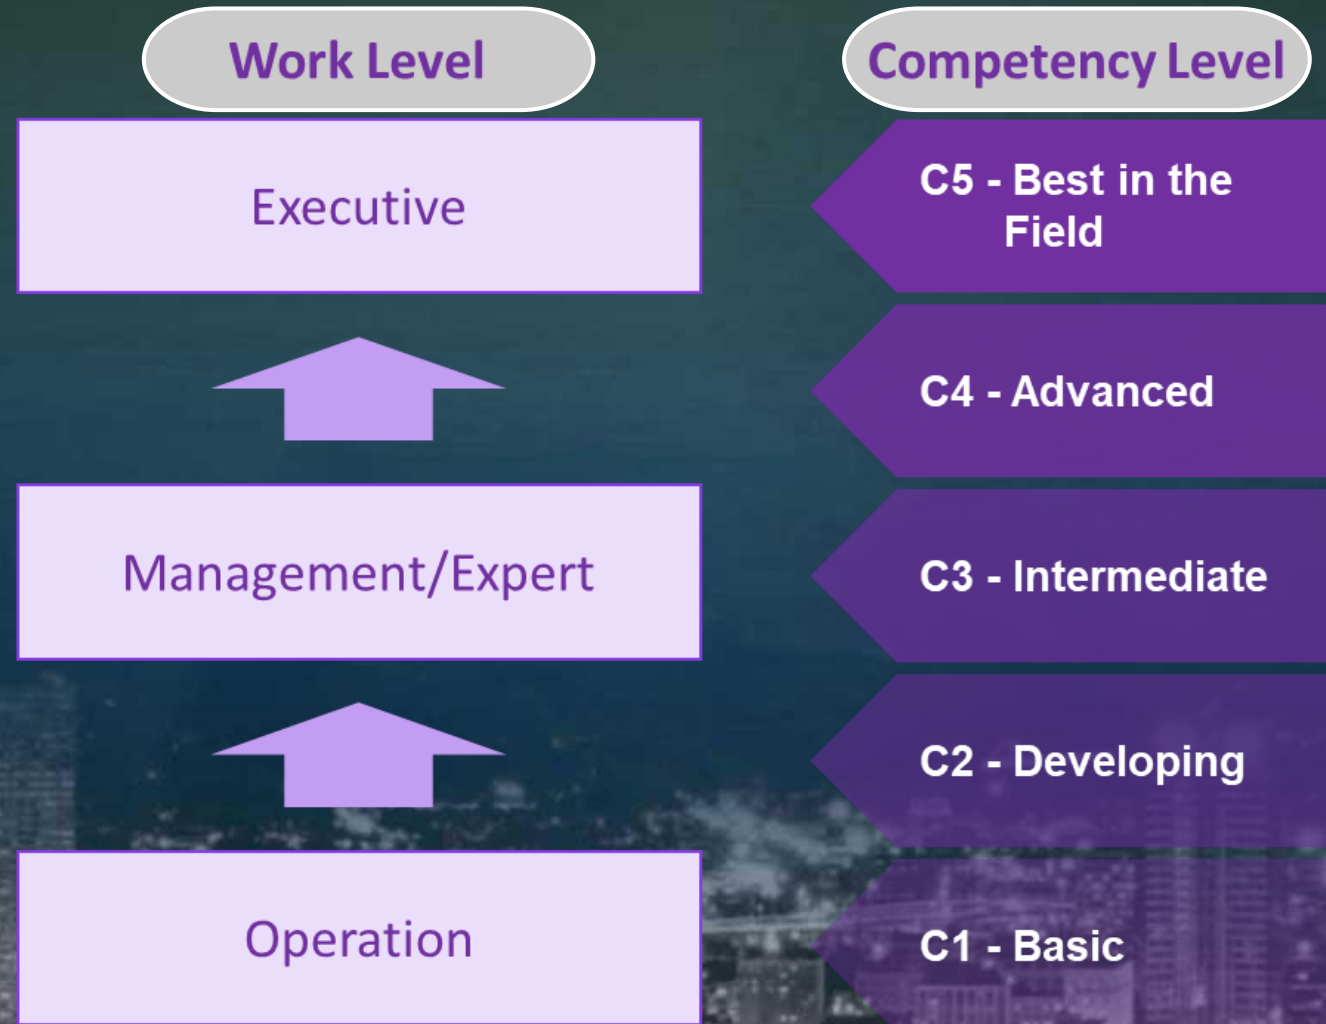 Work Level
Competency Level
Executive
C5 - Best in the
Field
C4 - Advanced
Management/Expert
C3 - Intermediate
C2 - Developing
Operation
C1 - Basic